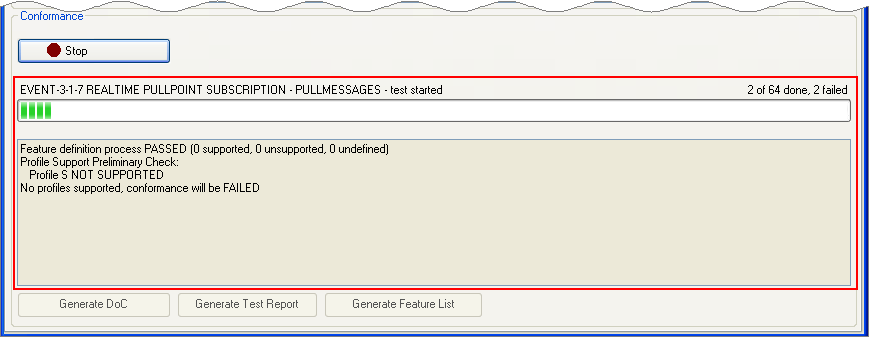 Conformance
Stop
EVENT-3-1-7 REALTIME PULLPOINT SUBSCRIPTION - PULLMESSAGES - test started 2 of 64 done, 2 failed
Feature definition process PASSED (0 supported, 0 unsupported, 0 undefined)
Profile Support Preliminary Check:
Profile S NOT SUPPORTED
No profiles supported, conformance will be FAILED
Generate DoC Generate Test Report Generate Feature List